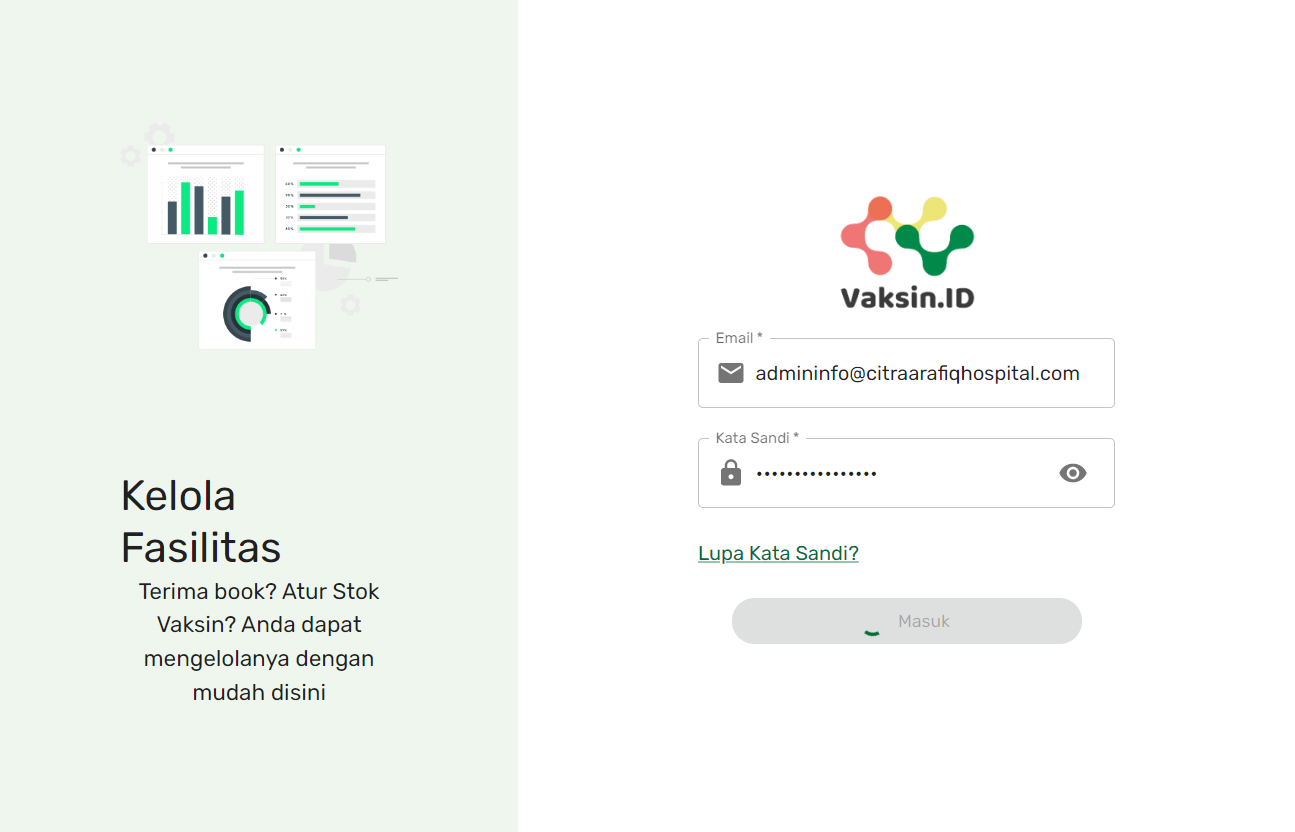 Kelola
Fasilitas
Terima book? Atur Stok
Vaksin? Anda dapat
mengelolanya dengan
mudah disini
Vaksin.ID
Email *
admininfo@citraarafiqhospital.com
Kata Sandi *
••••••••••••••••
Lupa Kata Sandi?
Masuk